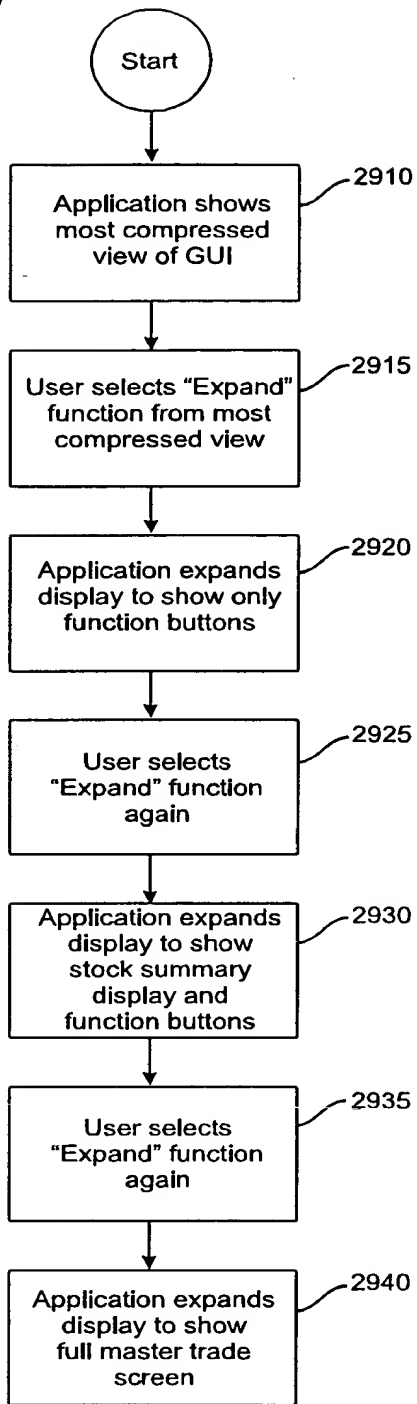 Start
2910
Application shows
most compressed
view of GUI
2915
User selects "Expand"
function from most
compressed view
2920
Application expands
display to show only
function buttons
2925
User selects
"Expand" function
again
2930
Application expands
display to show
stock summary
display and
function buttons
2935
User selects
"Expand" function
again
2940
Application expands
display to show
full master trade
screen